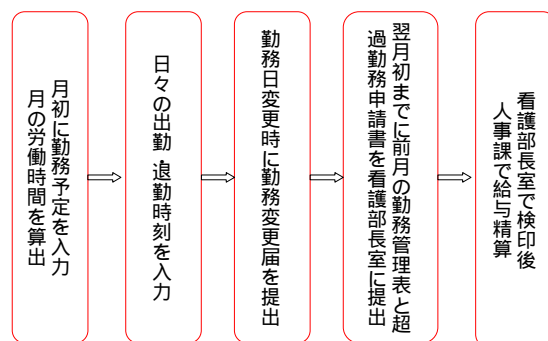 月初に勤務予定を入力
月の労働時間を算出
日々の出勤・退勤時刻を入力
勤務日変更時に勤務変更届を提出
翌月初までに前月の勤務管理表と超
過勤務申請書を看護部長室に提出
看護部長室で検印後
人事課で給与精算